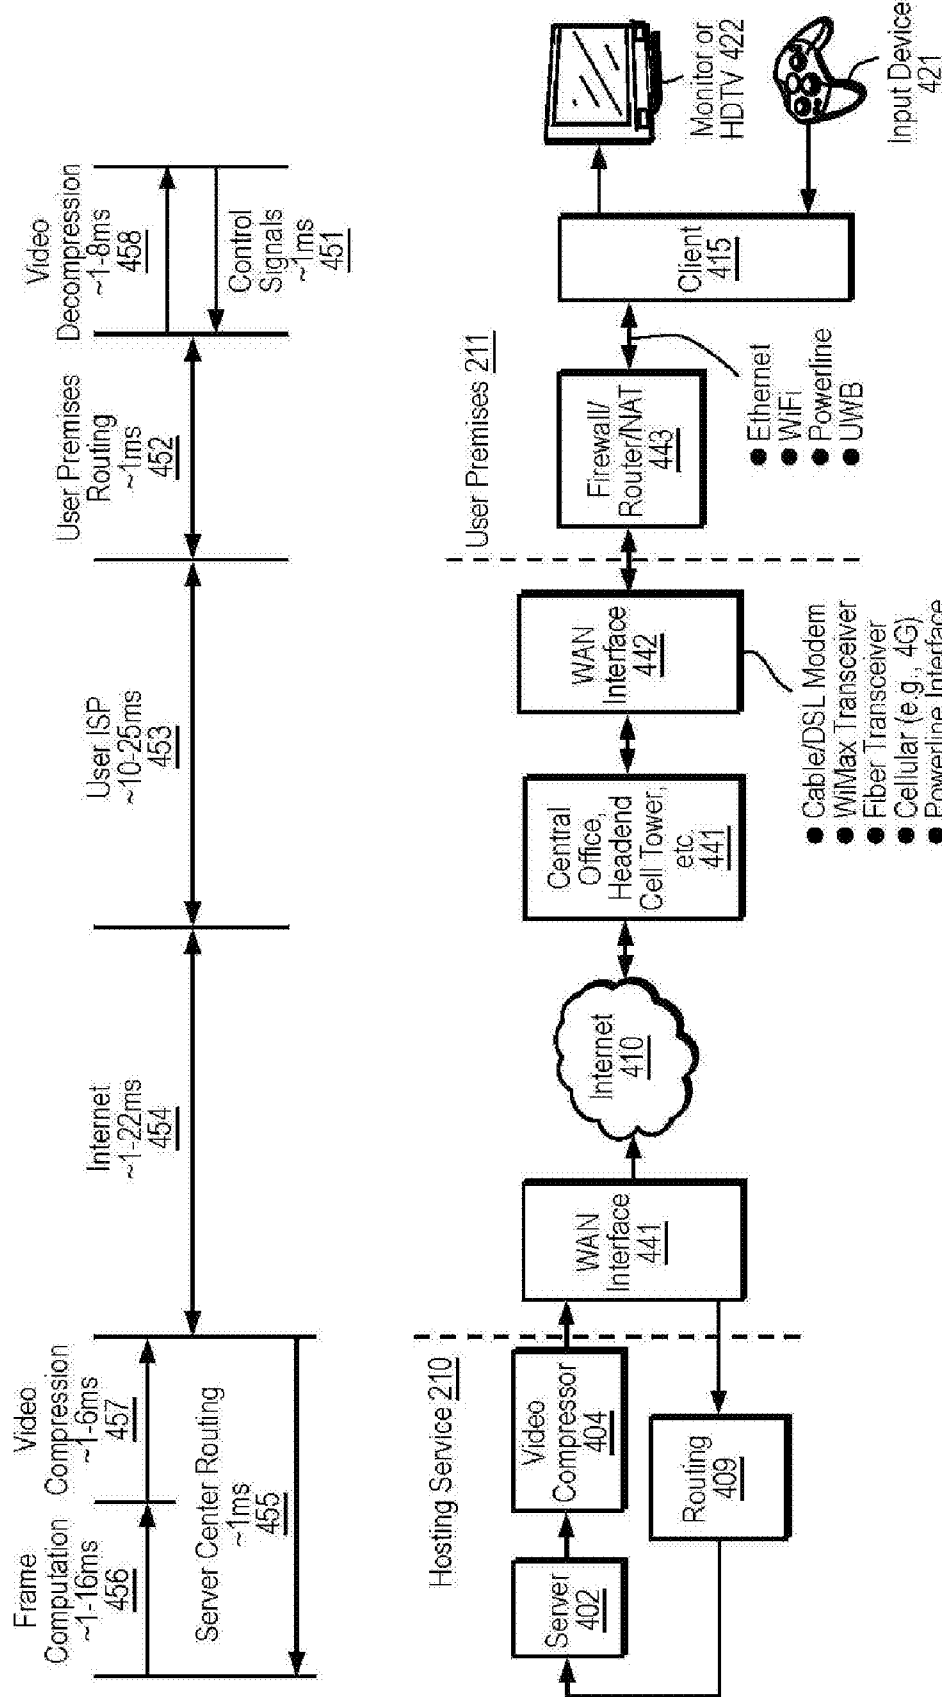 Frame
Computation
~1-16ms
456
Video
Compression
~1-6ms
457
Server Center Routing
~1ms
455
Internet
~1-22ms
454
User ISP
~10-25ms
453
User Premises
Routing
~1ms
452
Video
Decompression
~1-8ms
458
Control
Signals
~1ms
451
Hosting Service 210
Server
402
Video
Compressor
404
Routing
409
WAN
Interface
441
Internet
410
Central
Office,
Headend
Cell Tower,
etc
441
WAN
Interface
442
● Cable/DSL Modem
● WiMax Transceiver
● Fiber Transceiver
● Cellular (e.g., 4G)
● Powerline Interface
User Premises 211
Firewall/
Router/NAT
443
● Ethernet
● WiFi
● Powerline
● UWB
Client
415
Monitor or
HDTV 422
Input Device
421